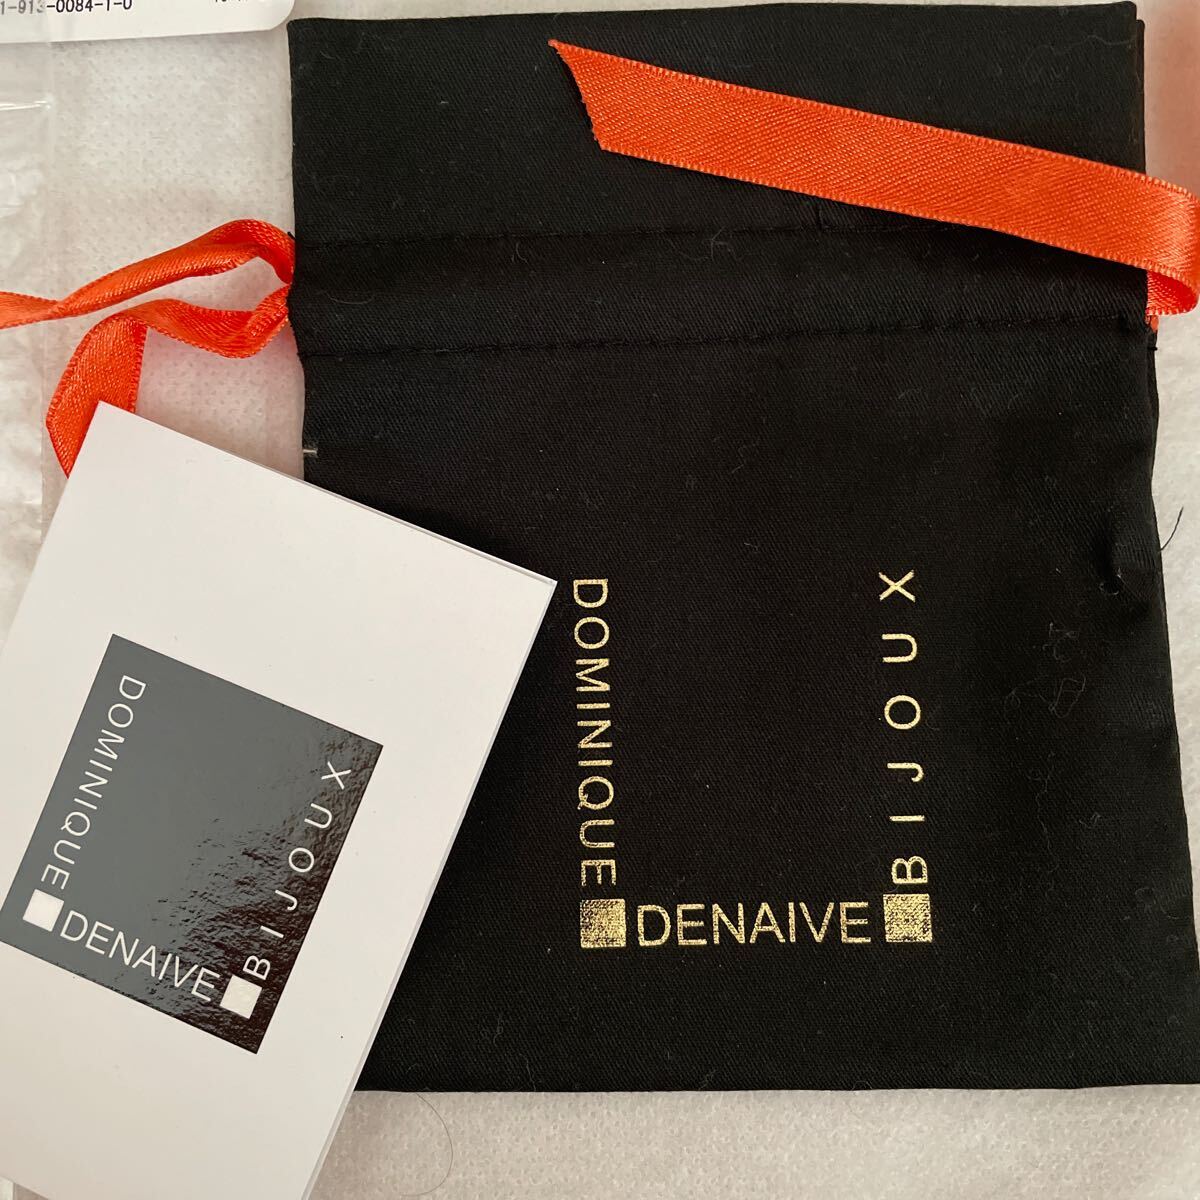 1-913-0084-1-0
DOMINIQUE
DENAIVE
BIJOUX
DOMINIQUE
DENAIVE
BIJOUX